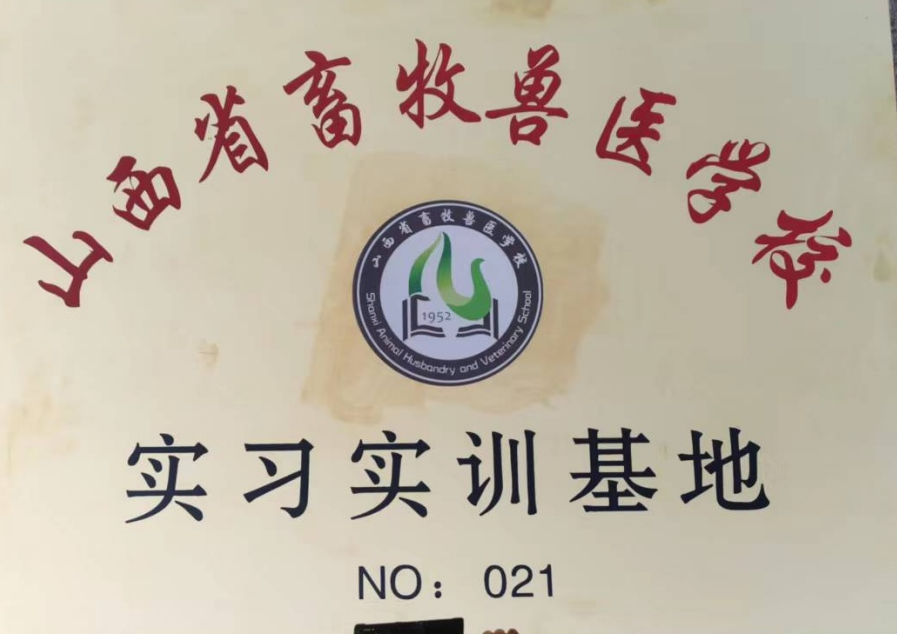 山西省畜牧兽医学校
山西省畜牧兽医学校
1952
Shanxi Animal Husbandry and Veterinary School
实习实训基地
NO：021